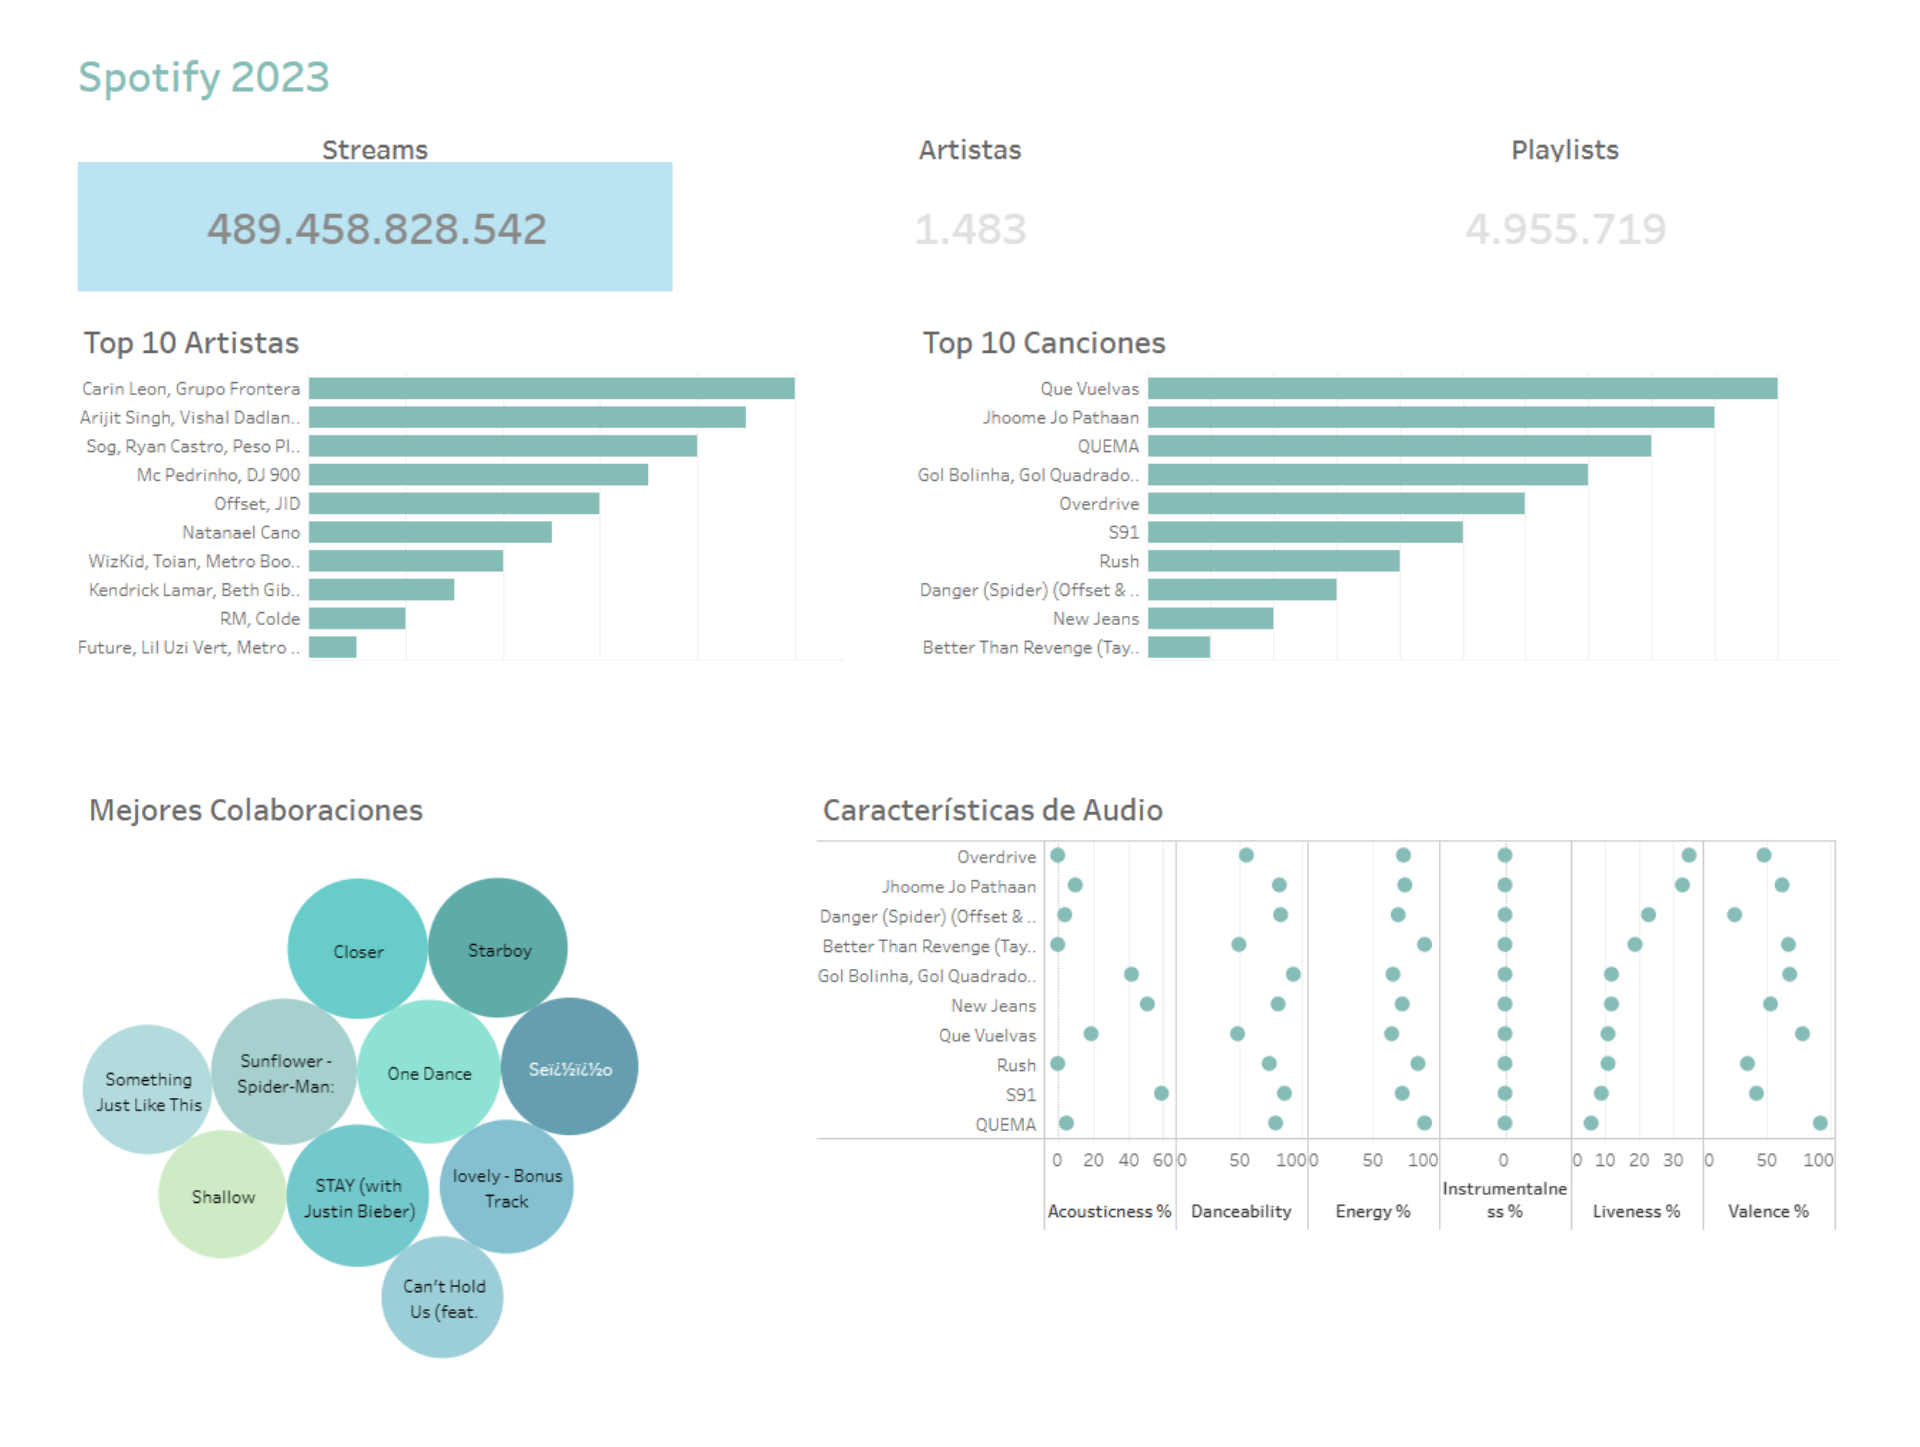 Spotify 2023
Streams
Artistas
Playlists
489.458.828.542
1.483
4.955.719
Top 10 Artistas
Carin Leon, Grupo Frontera
Arijit Singh, Vishal Dadlan..
Sog, Ryan Castro, Peso Pl..
Mc Pedrinho, DJ 900
Offset, JID
Natanael Cano
WizKid, Toian, Metro Boo..
Kendrick Lamar, Beth Gib..
RM, Colde
Future, Lil Uzi Vert, Metro ..
Top 10 Canciones
Que Vuelvas
Jhoome Jo Pathaan
QUEMA
Gol Bolinha, Gol Quadrado..
Overdrive
S91
Rush
Danger (Spider) (Offset & ..
New Jeans
Better Than Revenge (Tay..
Mejores Colaboraciones
Closer
Starboy
Something
Just Like This
Sunflower -
Spider-Man:
One Dance
Seï¿½ï¿½o
Shallow
STAY (with
Justin Bieber)
lovely - Bonus
Track
Can't Hold
Us (feat.
Características de Audio
Overdrive
Jhoome Jo Pathaan
Danger (Spider) (Offset & ..
Better Than Revenge (Tay..
Gol Bolinha, Gol Quadrado..
New Jeans
Que Vuelvas
Rush
S91
QUEMA
0 20 40 60 0 50 100 0 50 100 0 0 10 20 30 0 50 100
Acousticness %
Danceability
Energy %
Instrumentalne
ss %
Liveness %
Valence %